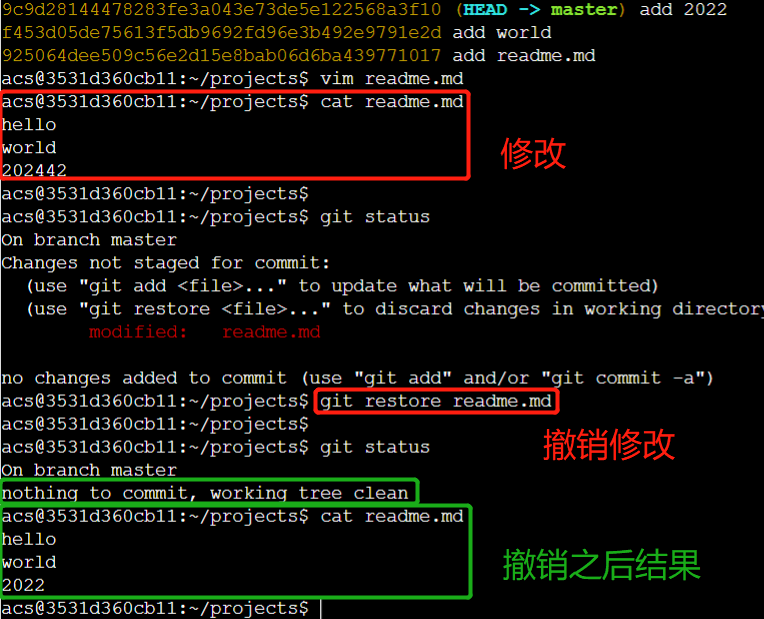 9c9d28144478283fe3a043e73de5e122568a3f10 (HEAD -> master) add 2022
f453d05de75613f5db9692fd96e3b492e9791e2d add world
925064dee509c56e2d15e8bab06d6ba439771017 add readme.md
acs@3531d360cb11:~/projects$ vim readme.md
acs@3531d360cb11:~/projects$ cat readme.md
hello
world
修改
202442
acs@3531d360cb11:~/projects$
acs@3531d360cb11:~/projects$ git status
On branch master
Changes not staged for commit:
  (use "git add <file>..." to update what will be committed)
  (use "git restore <file>..." to discard changes in working directory
        modified:   readme.md
no changes added to commit (use "git add" and/or "git commit -a")
acs@3531d360cb11:~/projects$ git restore readme.md
acs@3531d360cb11:~/projects$
撤销修改
acs@3531d360cb11:~/projects$ git status
On branch master
nothing to commit, working tree clean
acs@3531d360cb11:~/projects$ cat readme.md
hello
world
撤销之后结果
2022
acs@3531d360cb11:~/projects$